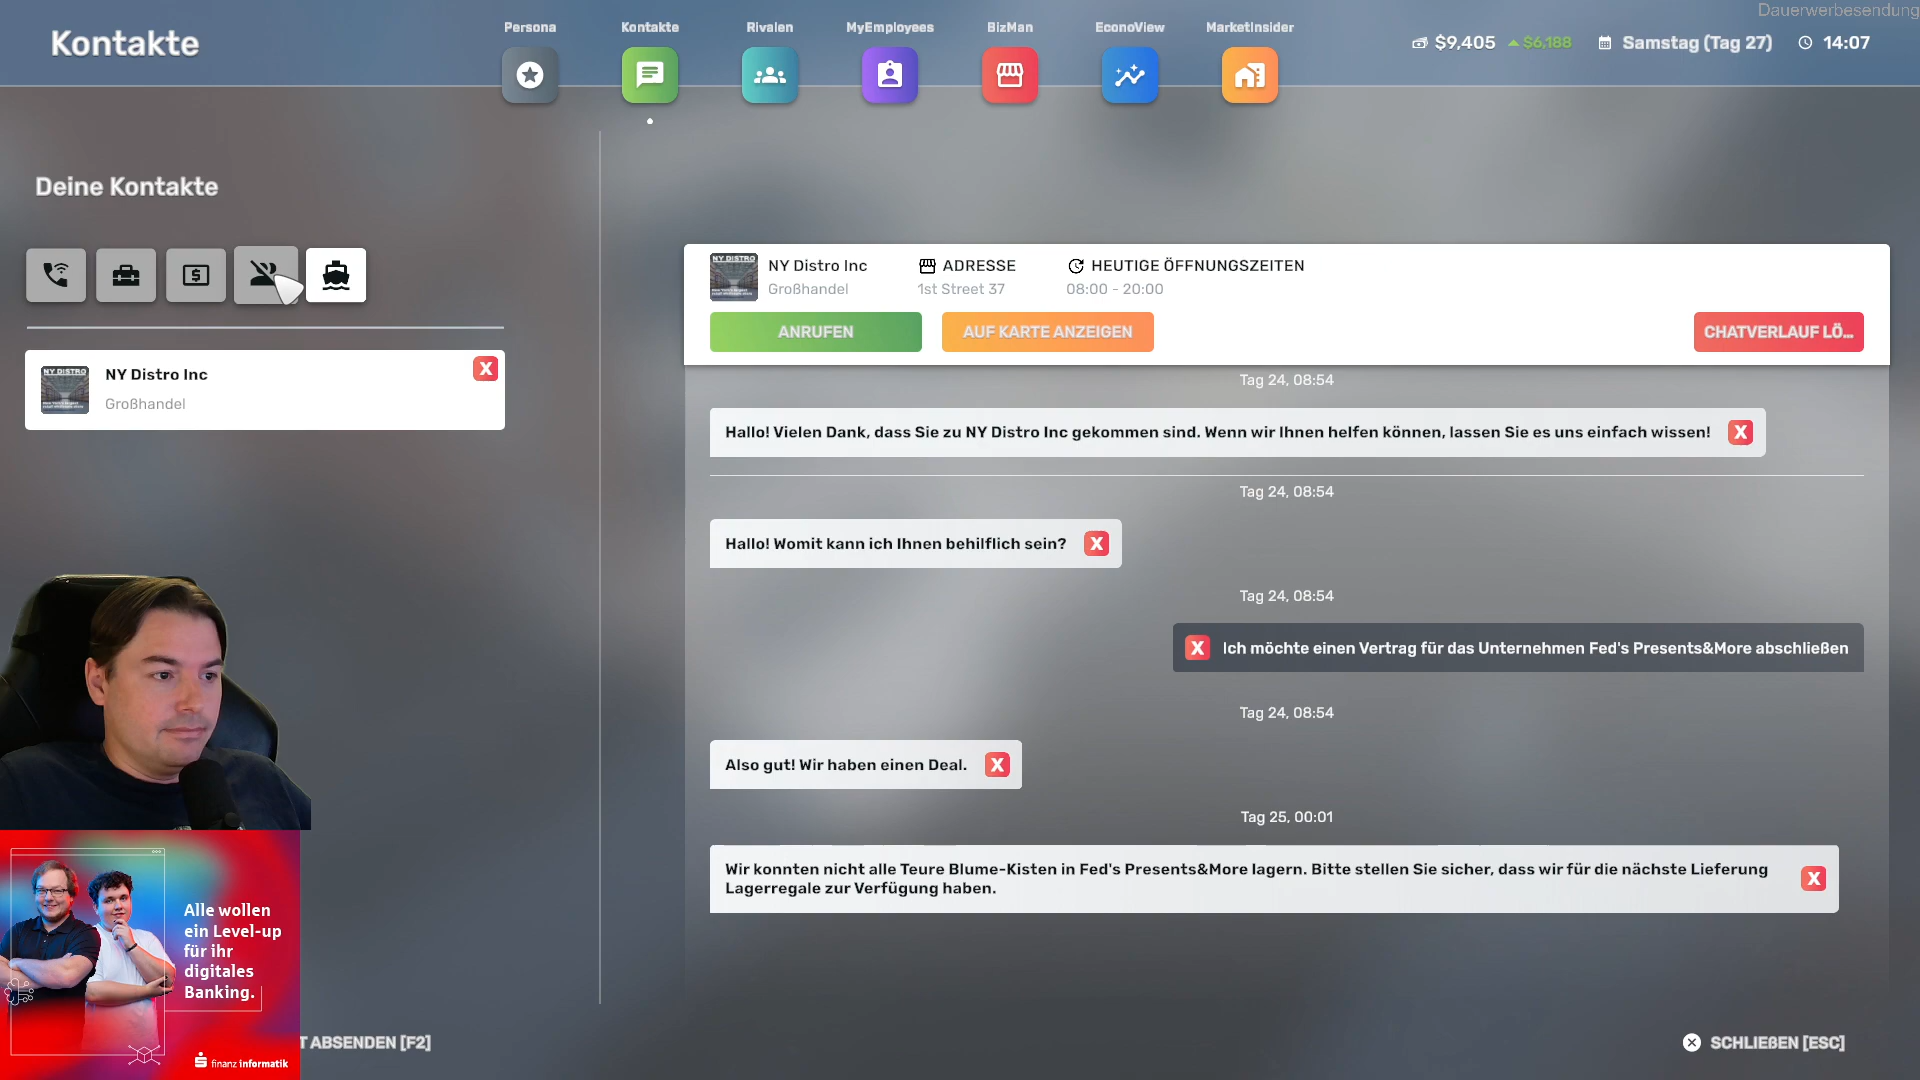 Dauerwerbesendung
Kontakte
Persona
Kontakte
Rivalen
MyEmployees
BizMan
EconoView
MarketInsider
$9,405
$6,188
Samstag (Tag 27)
14:07
Deine Kontakte
NY Distro Inc
Großhandel
NY DISTRO
NY Distro Inc
Großhandel
ADRESSE
1st Street 37
HEUTIGE ÖFFNUNGSZEITEN
08:00 - 20:00
ANRUFEN
AUF KARTE ANZEIGEN
CHATVERLAUF LÖ...
NY DISTRO
Tag 24, 08:54
Hallo! Vielen Dank, dass Sie zu NY Distro Inc gekommen sind. Wenn wir Ihnen helfen können, lassen Sie es uns einfach wissen!
X
Tag 24, 08:54
Hallo! Womit kann ich Ihnen behilflich sein?
X
Tag 24, 08:54
X
Ich möchte einen Vertrag für das Unternehmen Fed's Presents&More abschließen
Tag 24, 08:54
Also gut! Wir haben einen Deal.
X
Tag 25, 00:01
Wir konnten nicht alle Teure Blume-Kisten in Fed's Presents&More lagern. Bitte stellen Sie sicher, dass wir für die nächste Lieferung
Lagerregale zur Verfügung haben.
X
X
Alle wollen
ein Level-up
für ihr
digitales
Banking.
finanz informatik
T ABSENDEN [F2]
SCHLIEßEN [ESC]